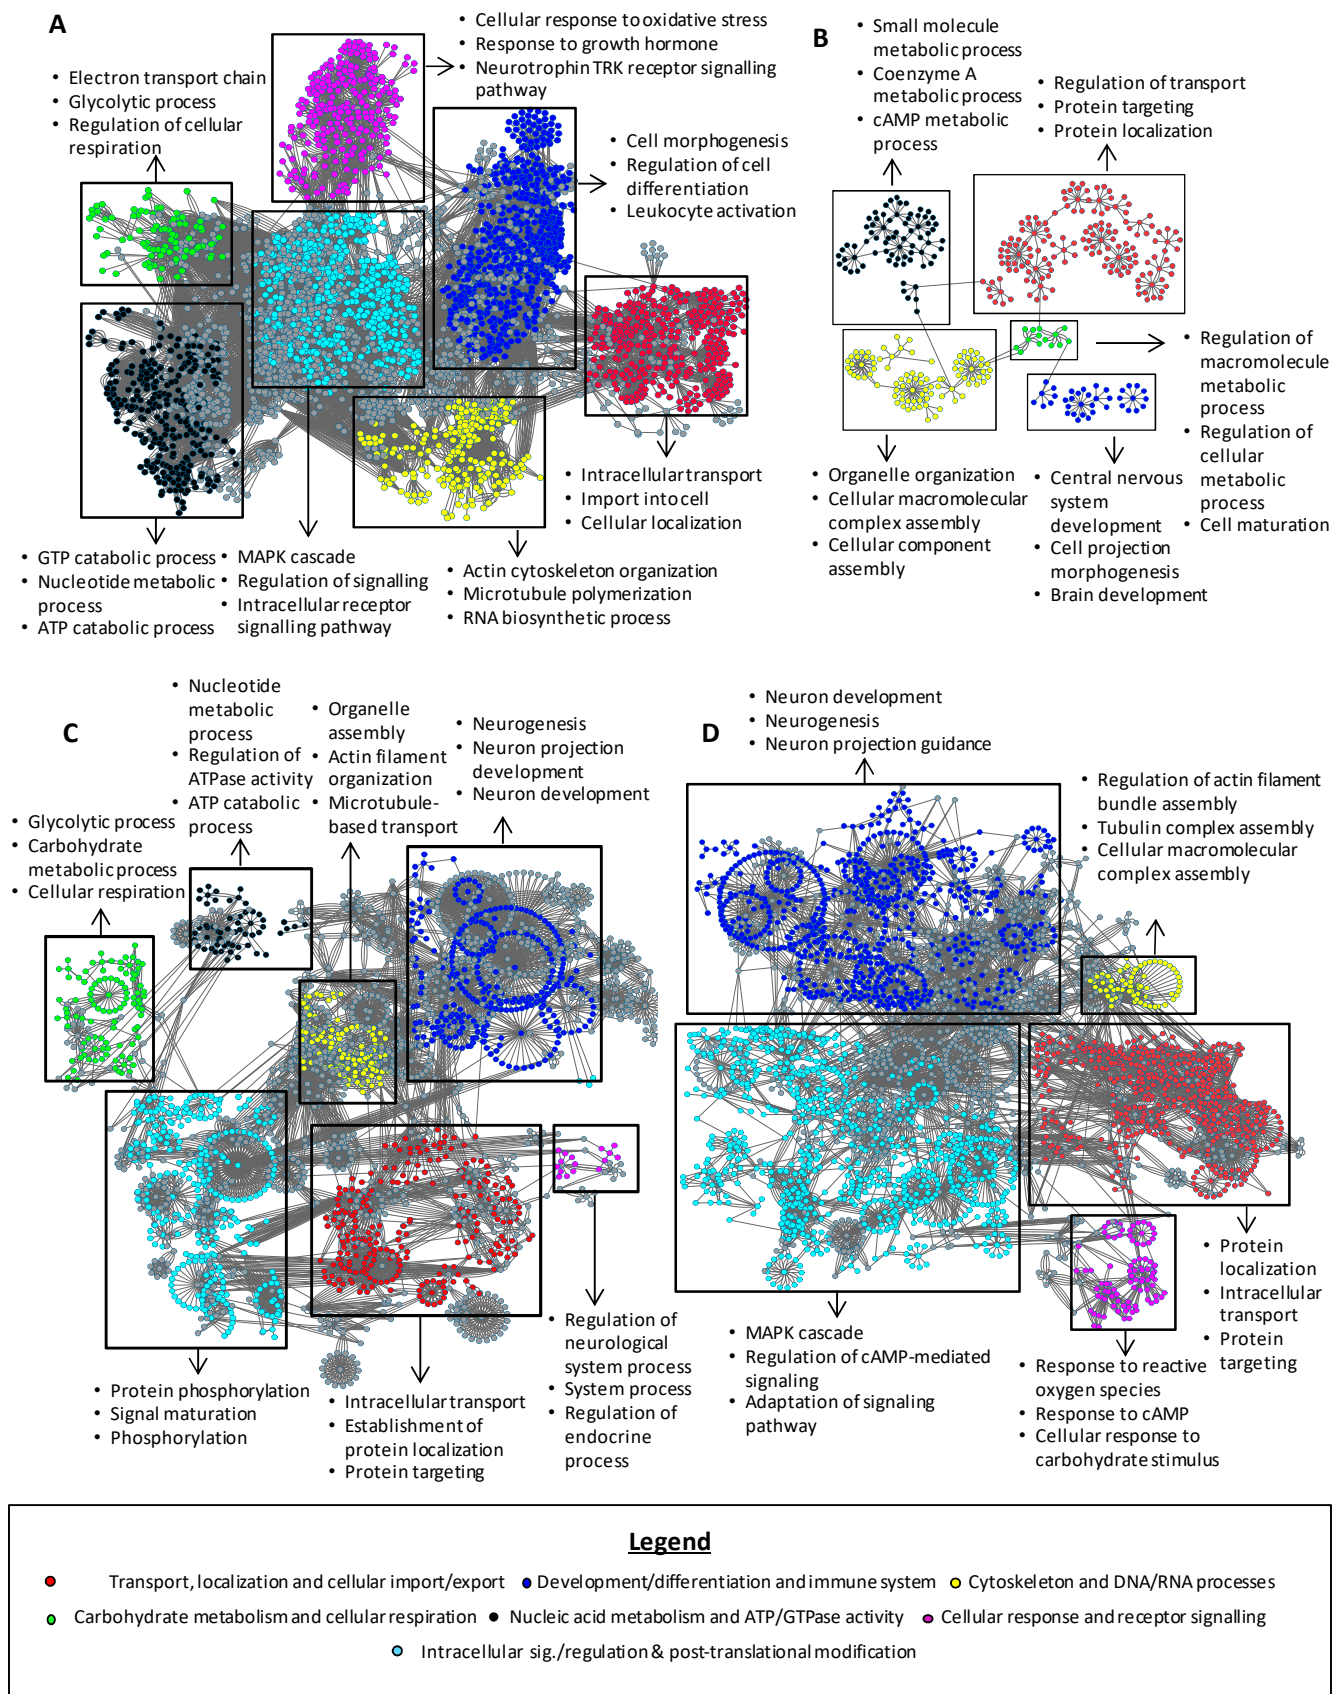 A
• Cellular response to oxidative stress
• Response to growth hormone
• Neurotrophin TRK receptor signalling
pathway
• Electron transport chain
• Glycolytic process
• Regulation of cellular
respiration
• Cell morphogenesis
• Regulation of cell
differentiation
• Leukocyte activation
• Intracellular transport
• Import into cell
• Cellular localization
• GTP catabolic process
• Nucleotide metabolic
process
• ATP catabolic process
• MAPK cascade
• Regulation of signalling
• Intracellular receptor
signalling pathway
• Actin cytoskeleton organization
• Microtubule polymerization
• RNA biosynthetic process
B
• Small molecule
metabolic process
• Coenzyme A
metabolic process
• cAMP metabolic
process
• Regulation of transport
• Protein targeting
• Protein localization
• Regulation of
macromolecule
metabolic
process
• Regulation of
cellular
metabolic
process
• Cell maturation
• Organelle organization
• Cellular macromolecular
complex assembly
• Cellular component
assembly
• Central nervous
system
development
• Cell projection
morphogenesis
• Brain development
C
• Nucleotide
metabolic
process
• Regulation of
ATPase activity
• ATP catabolic
process
• Organelle
assembly
• Actin filament
organization
• Microtubule-
based transport
• Neurogenesis
• Neuron projection
development
• Neuron development
• Glycolytic process
• Carbohydrate
metabolic process
• Cellular respiration
• Protein phosphorylation
• Signal maturation
• Phosphorylation
• Intracellular transport
• Establishment of
protein localization
• Protein targeting
• Regulation of
neurological
system process
• System process
• Regulation of
endocrine
process
D
• Neuron development
• Neurogenesis
• Neuron projection guidance
• Regulation of actin filament
bundle assembly
• Tubulin complex assembly
• Cellular macromolecular
complex assembly
• MAPK cascade
• Regulation of cAMP-mediated
signaling
• Adaptation of signaling
pathway
• Protein
localization
• Intracellular
transport
• Protein
targeting
• Response to reactive
oxygen species
• Response to cAMP
• Cellular response to
carbohydrate stimulus
Legend
Transport, localization and cellular import/export
Development/differentiation and immune system
Cytoskeleton and DNA/RNA processes
Carbohydrate metabolism and cellular respiration
Nucleic acid metabolism and ATP/GTPase activity
Cellular response and receptor signalling
Intracellular sig./regulation & post-translational modification